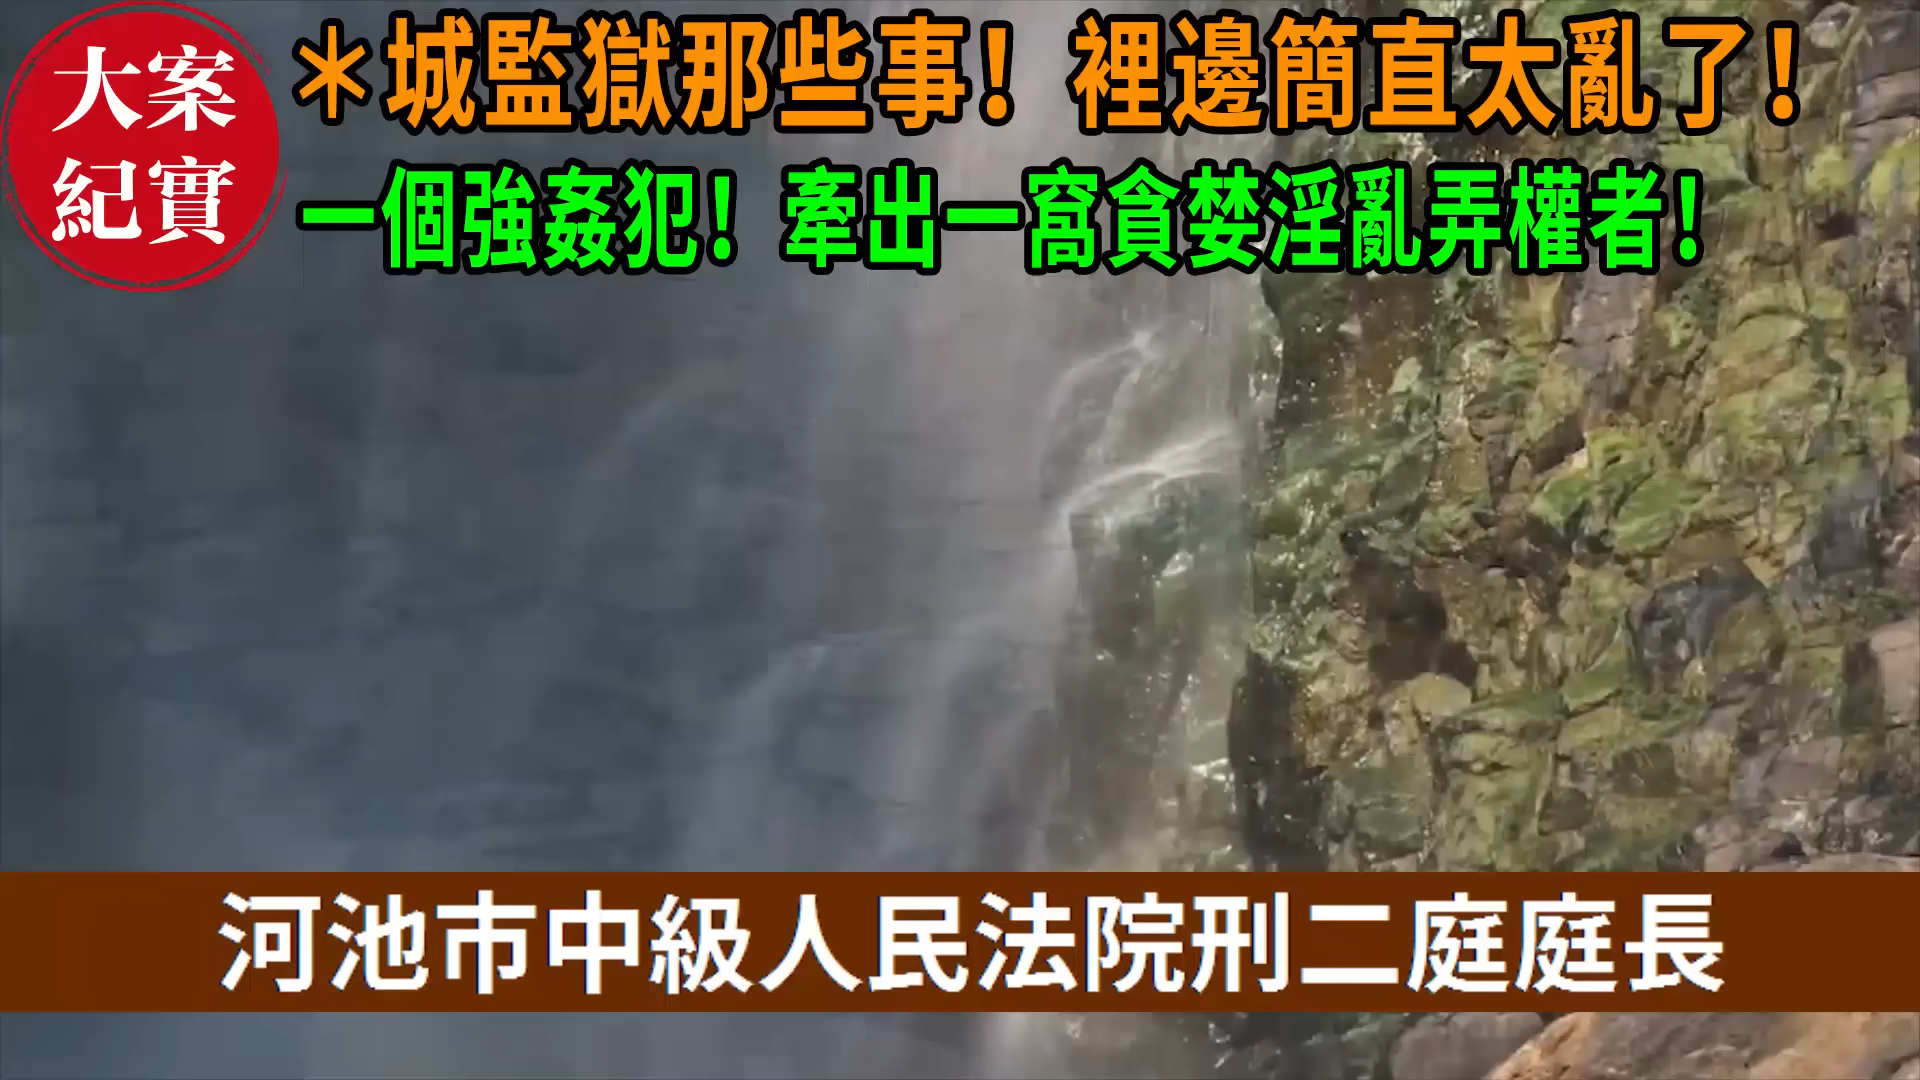 大案
紀實
＊城監獄那些事！裡邊簡直太亂了！
一個強姦犯！牽出一窩貪婪淫亂弄權者！
河池市中級人民法院刑二庭庭長